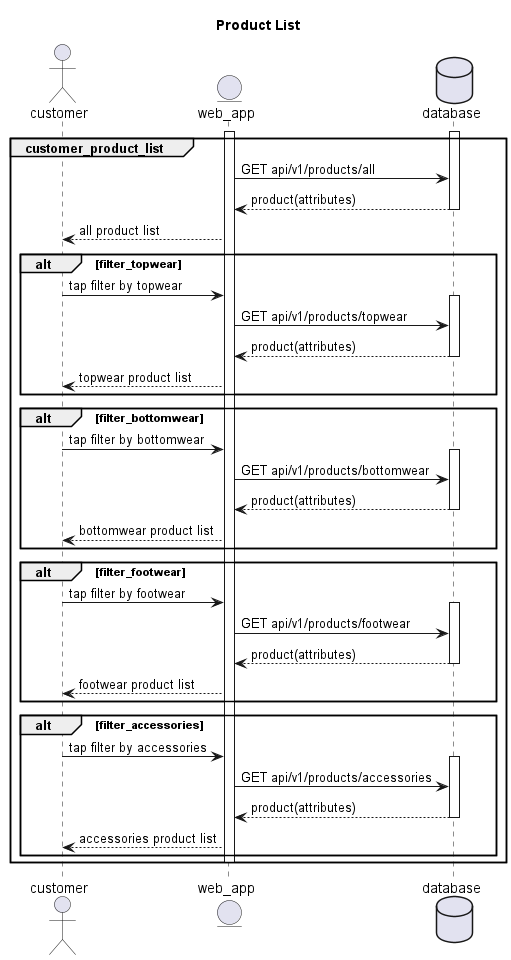 Product List
customer
web_app
database
customer_product_list
GET api/v1/products/all
product(attributes)
all product list
alt [filter_topwear]
tap filter by topwear
GET api/v1/products/topwear
product(attributes)
topwear product list
alt [filter_bottomwear]
tap filter by bottomwear
GET api/v1/products/bottomwear
product(attributes)
bottomwear product list
alt [filter_footwear]
tap filter by footwear
GET api/v1/products/footwear
product(attributes)
footwear product list
alt [filter_accessories]
tap filter by accessories
GET api/v1/products/accessories
product(attributes)
accessories product list
customer
web_app
database